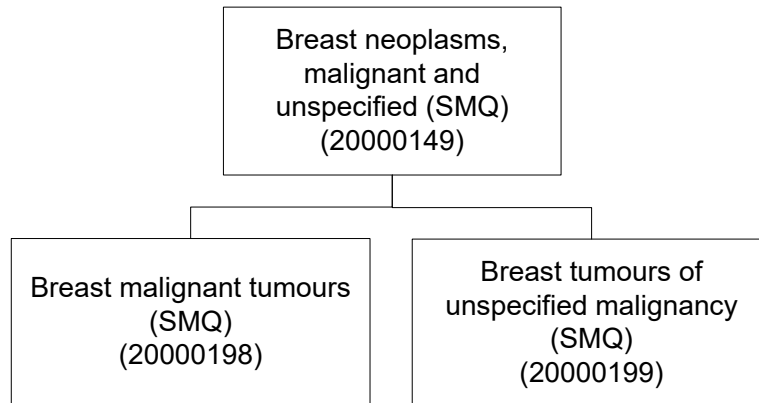 Breast neoplasms,
malignant and
unspecified (SMQ)
(20000149)
Breast malignant tumours
(SMQ)
(20000198)
Breast tumours of
unspecified malignancy
(SMQ)
(20000199)